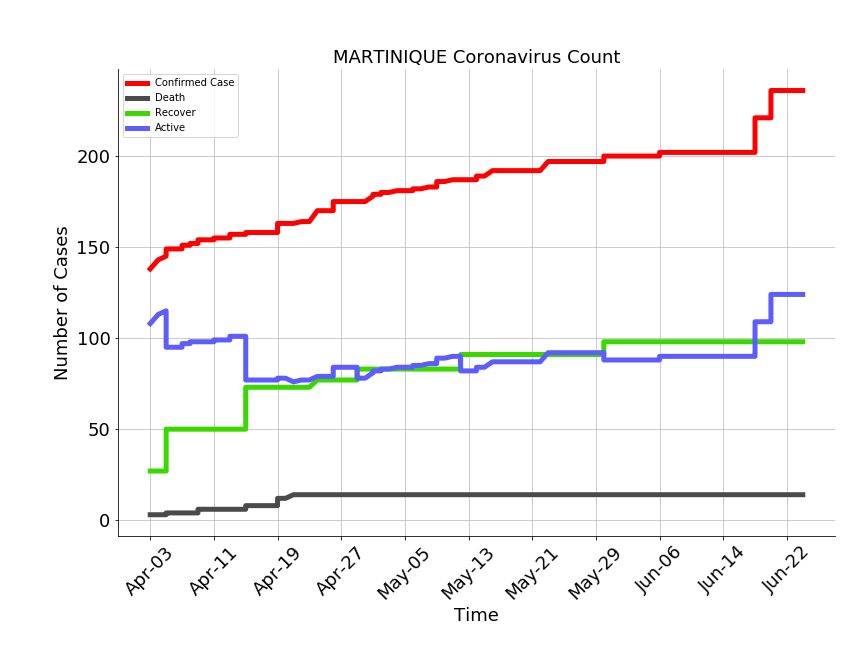 MARTINIQUE Coronavirus Count
Confirmed Case
Death
Recover
Active
Number of Cases
200
150
100
50
0
Apr-03
Apr-11
Apr-19
Apr-27
May-05
May-13
May-21
May-29
Jun-06
Jun-14
Jun-22
Time